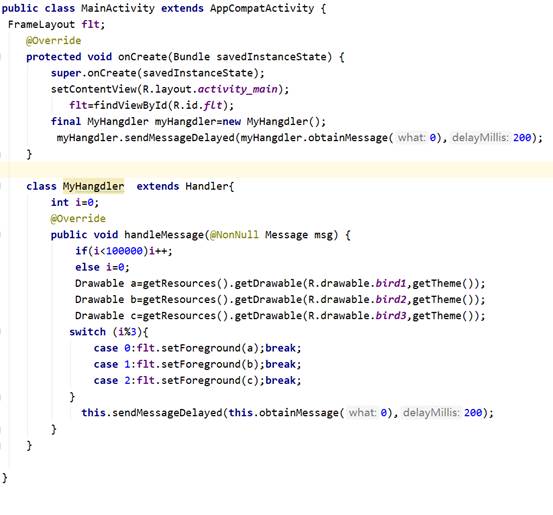 public class MainActivity extends AppCompatActivity {
FrameLayout flt;
@Override
protected void onCreate(Bundle savedInstanceState) {
super.onCreate(savedInstanceState);
setContentView(R.layout.activity_main);
flt=findViewById(R.id.flt);
final MyHangdler myHangdler=new MyHangdler();
myHangdler.sendMessageDelayed(myHangdler.obtainMessage( what: 0), delayMillis: 200);
}
class MyHangdler  extends Handler{
int i=0;
@Override
public void handleMessage(@NonNull Message msg) {
if(i<100000)i++;
else i=0;
Drawable a=getResources().getDrawable(R.drawable.bird1,getTheme());
Drawable b=getResources().getDrawable(R.drawable.bird2,getTheme());
Drawable c=getResources().getDrawable(R.drawable.bird3,getTheme());
switch (i%3){
case 0:flt.setForeground(a);break;
case 1:flt.setForeground(b);break;
case 2:flt.setForeground(c);break;
}
this.sendMessageDelayed(this.obtainMessage( what: 0), delayMillis: 200);
}
}
}